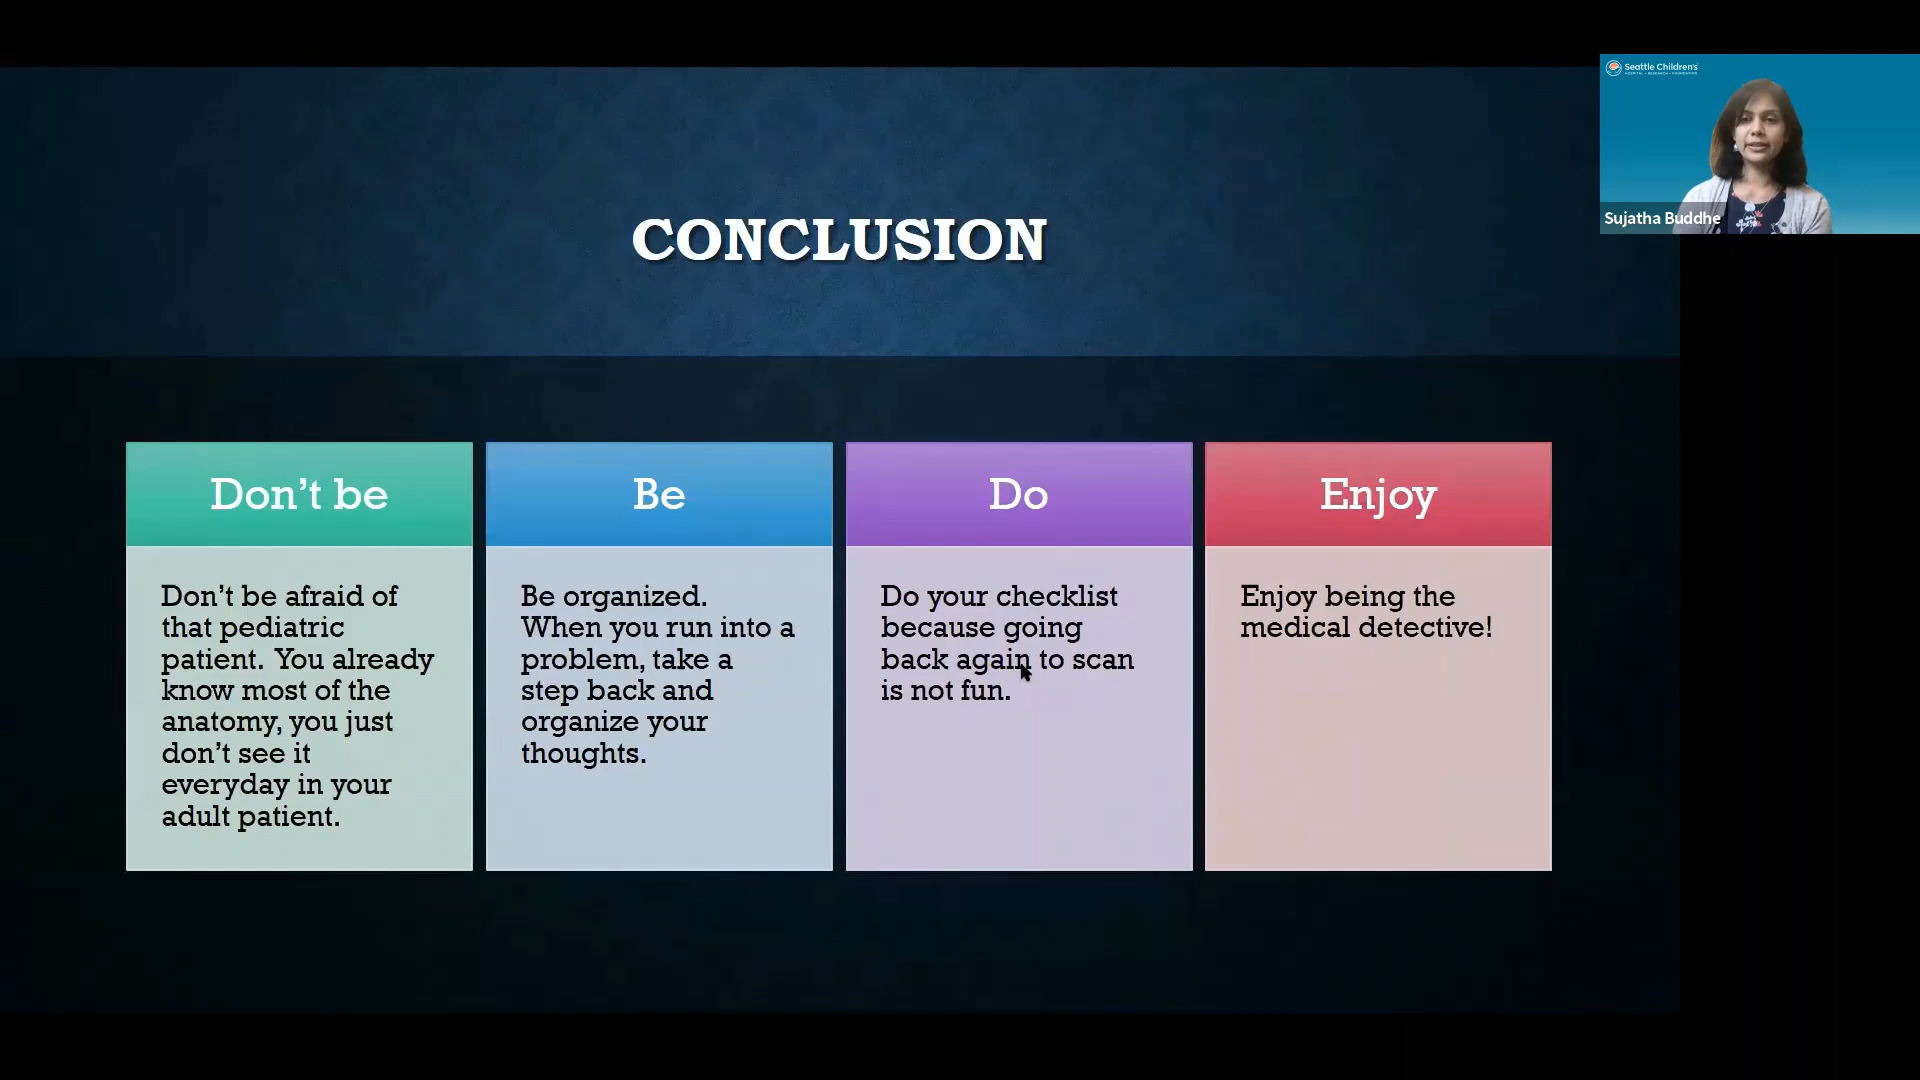 Seattle Children's
HOSPITAL • RESEARCH • FOUNDATION
Sujatha Buddhe
CONCLUSION
Don't be
Don't be afraid of
that pediatric
patient. You already
know most of the
anatomy, you just
don't see it
everyday in your
adult patient.
Be
Be organized.
When you run into a
problem, take a
step back and
organize your
thoughts.
Do
Do your checklist
because going
back again to scan
is not fun.
Enjoy
Enjoy being the
medical detective!